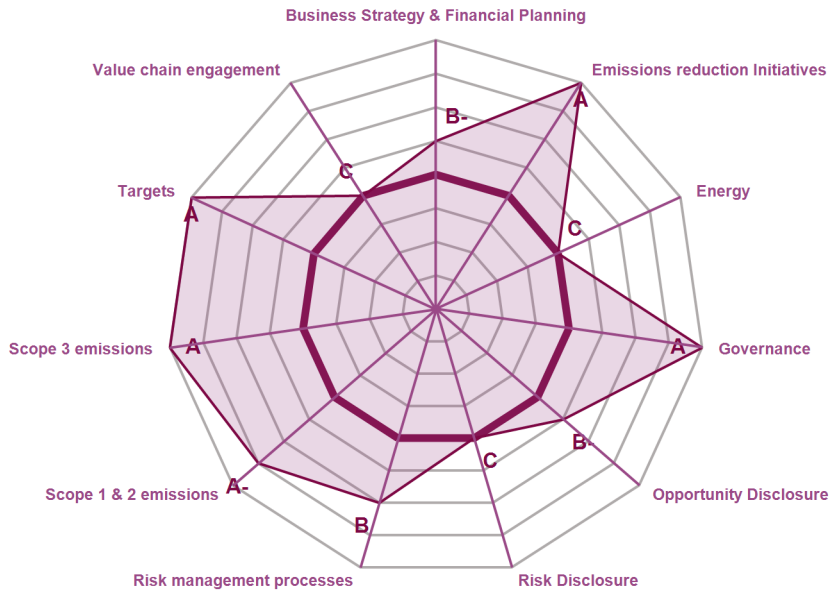 Business Strategy & Financial Planning
Value chain engagement
Emissions reduction Initiatives
A
B-
C
Targets
A
Energy
C
Scope 3 emissions
A
A
Governance
B-
C
Scope 1 & 2 emissions
A-
Opportunity Disclosure
B
Risk management processes
Risk Disclosure